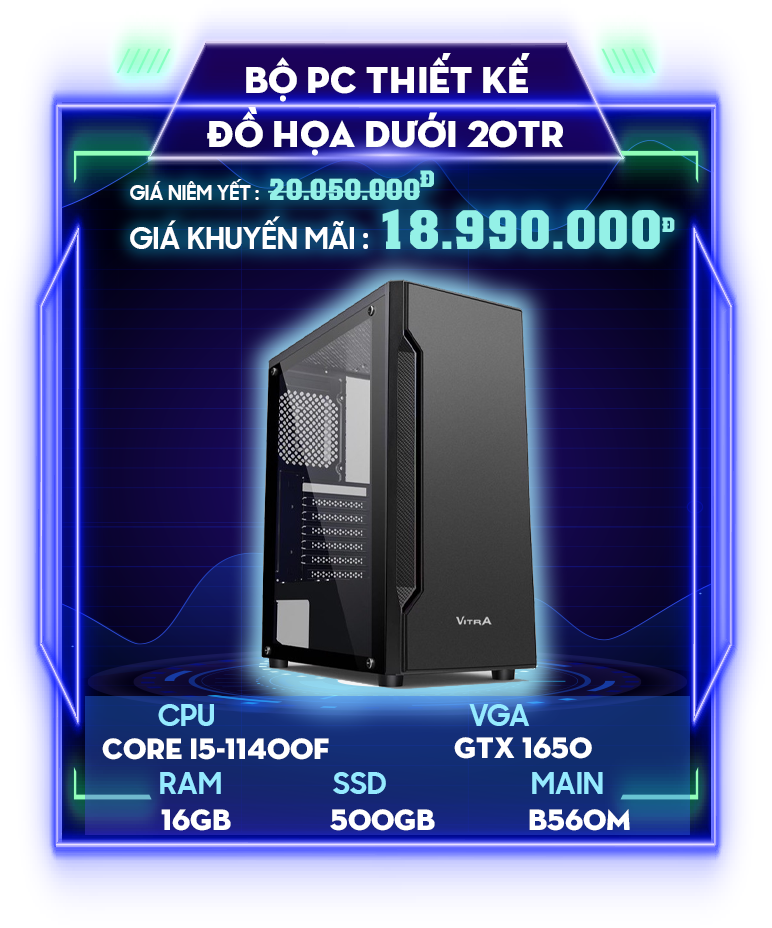 BỘ PC THIẾT KẾ
ĐỒ HỌA DƯỚI 20TR
GIÁ NIÊM YẾT : 20.050.000Đ
GIÁ KHUYẾN MÃI : 18.990.000Đ
VITRA
CPU VGA
CORE I5-11400F GTX 1650
RAM SSD MAIN
16GB 500GB B560M